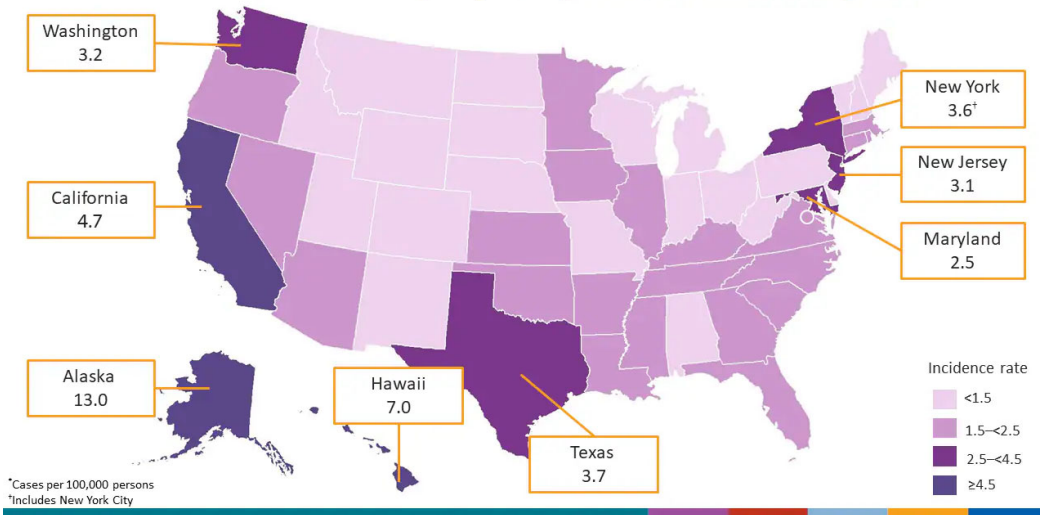 Washington
3.2
New York
3.6†
New Jersey
3.1
California
4.7
Maryland
2.5
Alaska
13.0
Hawaii
7.0
Texas
3.7
Incidence rate
<1.5
1.5–<2.5
2.5–<4.5
≥4.5
*Cases per 100,000 persons
†Includes New York City